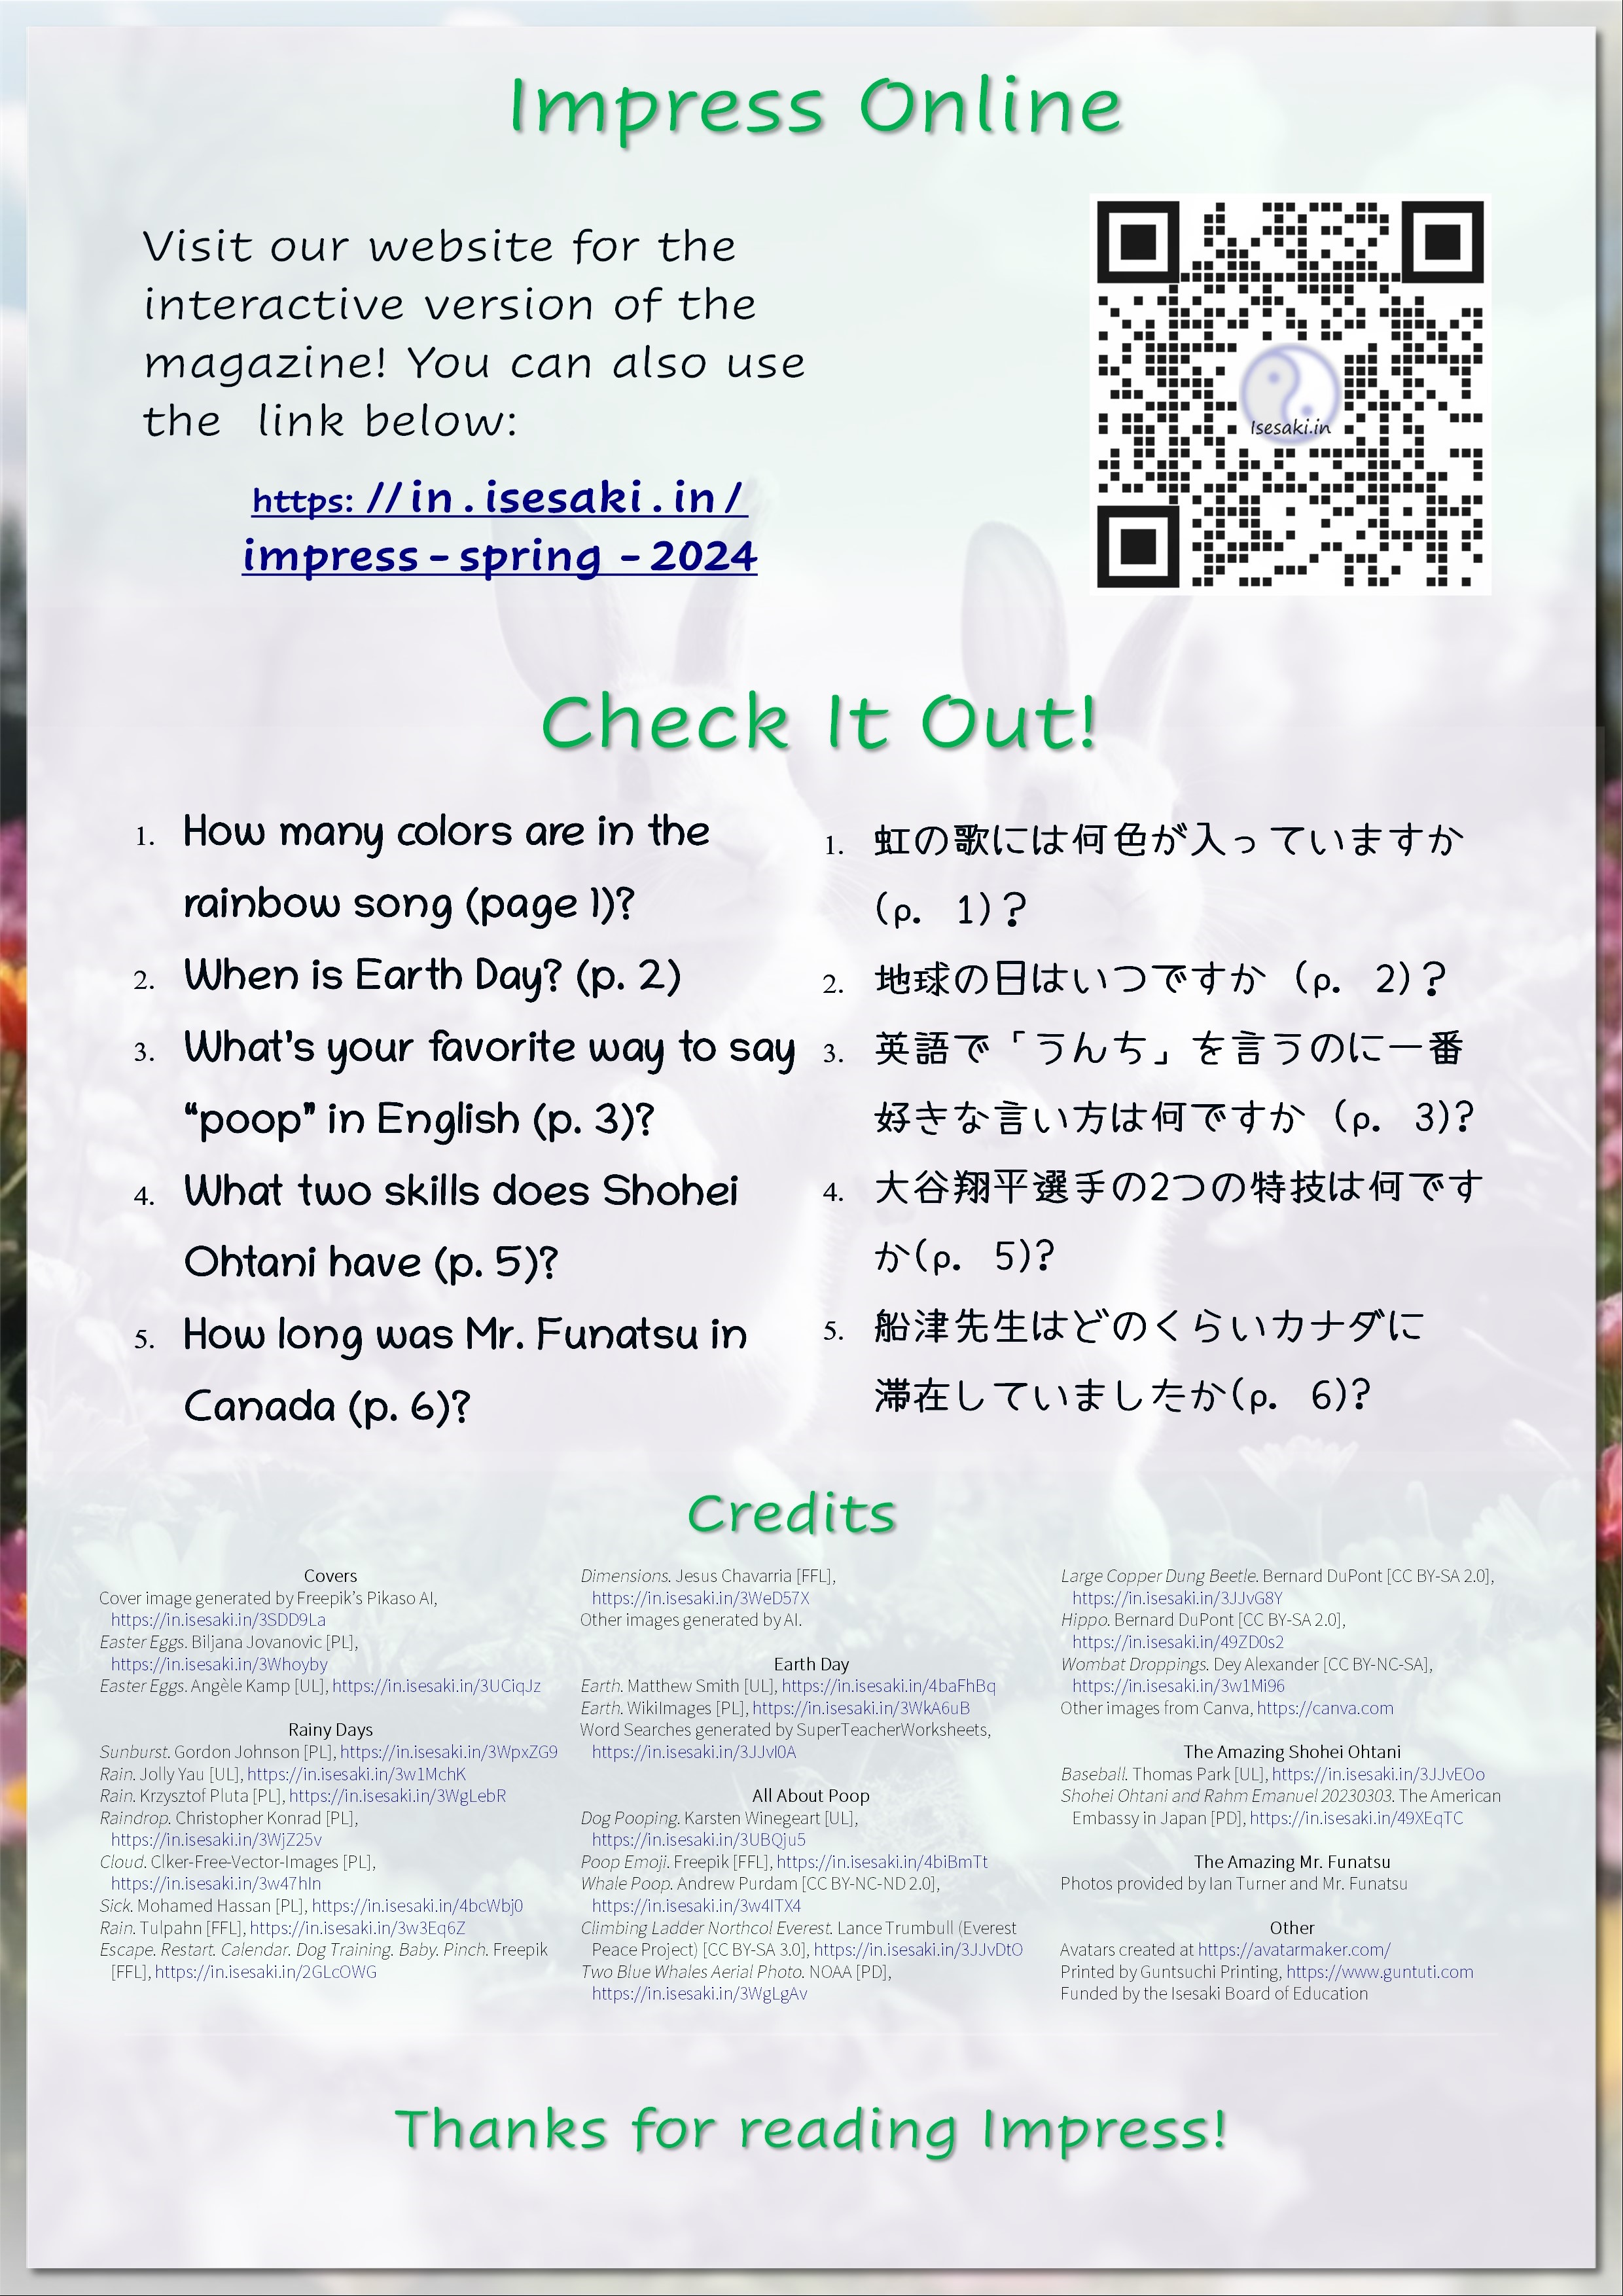 Impress Online
Visit our website for the
interactive version of the
magazine! You can also use
the link below:
https: //in.isesaki.in/
impress-spring -2024
Isesaki.in
Check It Out!
1. How many colors are in the
rainbow song (page 1)?
2. When is Earth Day? (p. 2)
3. What's your favorite way to say
“poop” in English (p. 3)?
4. What two skills does Shohei
Ohtani have (p. 5)?
5. How long was Mr. Funatsu in
Canada (p. 6)?
1. 虹の歌には何色が入っていますか
(p. 1)？
2. 地球の日はいつですか (p. 2)？
3. 英語で「うんち」を言うのに一番
好きな言い方は何ですか (p. 3)?
4. 大谷翔平選手の2つの特技は何です
か(p. 5)?
5. 船津先生はどのくらいカナダに
滞在していましたか(p. 6)?
Credits
Covers
Cover image generated by Freepik’s Pikaso AI,
https://in.isesaki.in/3SDD9La
Easter Eggs. Biljana Jovanovic [PL],
https://in.isesaki.in/3Whoyby
Easter Eggs. Angèle Kamp [UL], https://in.isesaki.in/3UCiqJz
Rainy Days
Sunburst. Gordon Johnson [PL], https://in.isesaki.in/3WpxZG9
Rain. Jolly Yau [UL], https://in.isesaki.in/3w1MchK
Rain. Krzysztof Pluta [PL], https://in.isesaki.in/3WgLebR
Raindrop. Christopher Konrad [PL],
https://in.isesaki.in/3WjZ25v
Cloud. Clker-Free-Vector-Images [PL],
https://in.isesaki.in/3w47hIn
Sick. Mohamed Hassan [PL], https://in.isesaki.in/4bcWbj0
Rain. Tulpahn [FFL], https://in.isesaki.in/3w3Eq6Z
Escape. Restart. Calendar. Dog Training. Baby. Pinch. Freepik
[FFL], https://in.isesaki.in/2GLcOWG
Dimensions. Jesus Chavarria [FFL],
https://in.isesaki.in/3WeD57X
Other images generated by AI.
Earth Day
Earth. Matthew Smith [UL], https://in.isesaki.in/4baFhBq
Earth. WikiImages [PL], https://in.isesaki.in/3WkA6uB
Word Searches generated by SuperTeacherWorksheets,
https://in.isesaki.in/3JJvI0A
All About Poop
Dog Pooping. Karsten Winegeart [UL],
https://in.isesaki.in/3UBQju5
Poop Emoji. Freepik [FFL], https://in.isesaki.in/4biBmTt
Whale Poop. Andrew Purdam [CC BY-NC-ND 2.0],
https://in.isesaki.in/3w4ITX4
Climbing Ladder Northcol Everest. Lance Trumbull (Everest
Peace Project) [CC BY-SA 3.0], https://in.isesaki.in/3JJvDtO
Two Blue Whales Aerial Photo. NOAA [PD],
https://in.isesaki.in/3WgLgAv
Large Copper Dung Beetle. Bernard DuPont [CC BY-SA 2.0],
https://in.isesaki.in/3JJvG8Y
Hippo. Bernard DuPont [CC BY-SA 2.0],
https://in.isesaki.in/49ZD0s2
Wombat Droppings. Dey Alexander [CC BY-NC-SA],
https://in.isesaki.in/3w1Mi96
Other images from Canva, https://canva.com
The Amazing Shohei Ohtani
Baseball. Thomas Park [UL], https://in.isesaki.in/3JJvEOo
Shohei Ohtani and Rahm Emanuel 20230303. The American
Embassy in Japan [PD], https://in.isesaki.in/49XEqTC
The Amazing Mr. Funatsu
Photos provided by Ian Turner and Mr. Funatsu
Other
Avatars created at https://avatarmaker.com/
Printed by Guntsuchi Printing, https://www.guntuti.com
Funded by the Isesaki Board of Education
Thanks for reading Impress!